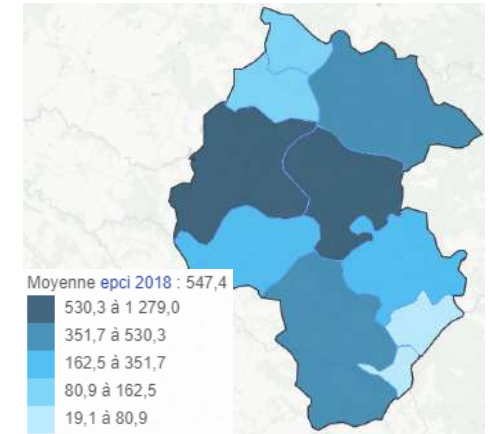 Moyenne epci 2018 : 547,4
530,3 à 1 279,0
351,7 à 530,3
162,5 à 351,7
80,9 à 162,5
19,1 à 80,9